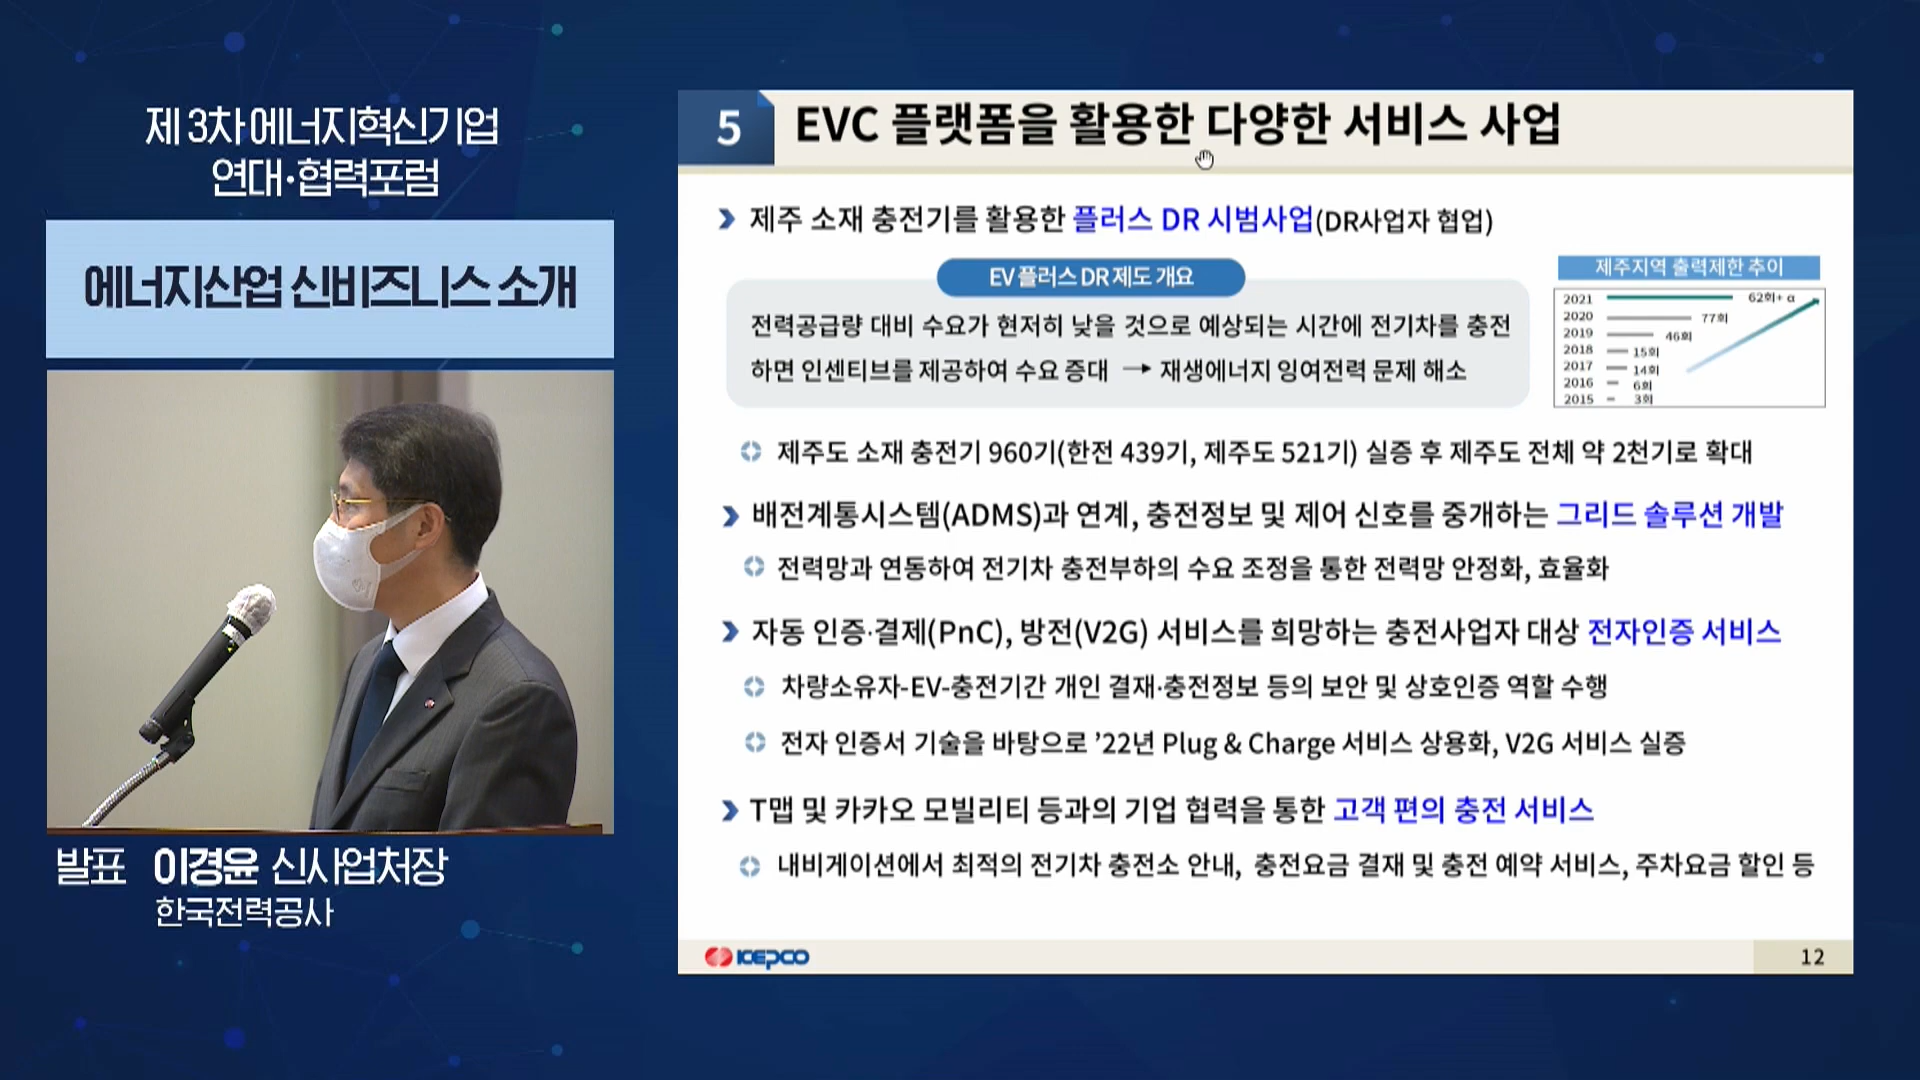 제 3차 에너지혁신기업
연대·협력포럼
에너지산업 신비즈니스 소개
발표 이경윤 신사업처장
한국전력공사
5 EVC 플랫폼을 활용한 다양한 서비스 사업
제주 소재 충전기를 활용한 플러스 DR 시범사업(DR사업자 협업)
EV 플러스 DR 제도 개요
전력공급량 대비 수요가 현저히 낮을 것으로 예상되는 시간에 전기차를 충전
하면 인센티브를 제공하여 수요 증대 → 재생에너지 잉여전력 문제 해소
제주지역 출력제한 추이
2021 62회+ α
2020 77회
2019 46회
2018 15회
2017 14회
2016 6회
2015 3회
제주도 소재 충전기 960기(한전 439기, 제주도 521기) 실증 후 제주도 전체 약 2천기로 확대
배전계통시스템(ADMS)과 연계, 충전정보 및 제어 신호를 중개하는 그리드 솔루션 개발
전력망과 연동하여 전기차 충전부하의 수요 조정을 통한 전력망 안정화, 효율화
자동 인증·결제(PnC), 방전(V2G) 서비스를 희망하는 충전사업자 대상 전자인증 서비스
차량소유자-EV-충전기간 개인 결재·충전정보 등의 보안 및 상호인증 역할 수행
전자 인증서 기술을 바탕으로 ’22년 Plug & Charge 서비스 상용화, V2G 서비스 실증
T맵 및 카카오 모빌리티 등과의 기업 협력을 통한 고객 편의 충전 서비스
내비게이션에서 최적의 전기차 충전소 안내, 충전요금 결재 및 충전 예약 서비스, 주차요금 할인 등
KEPCO
12